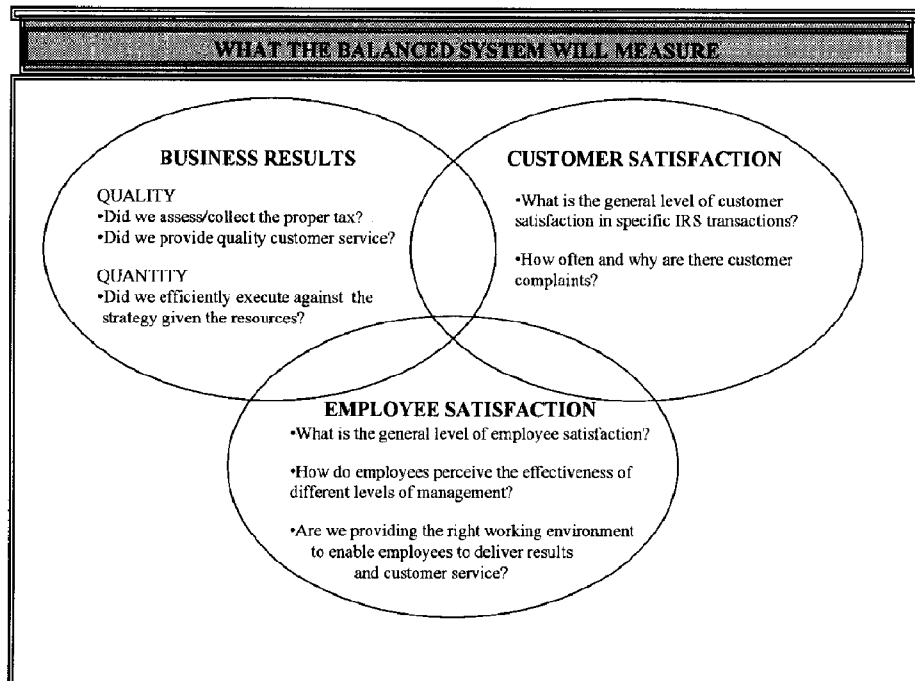 WHAT THE BALANCED SYSTEM WILL MEASURE
BUSINESS RESULTS
QUALITY
•Did we assess/collect the proper tax?
•Did we provide quality customer service?
QUANTITY
•Did we efficiently execute against the
strategy given the resources?
CUSTOMER SATISFACTION
•What is the general level of customer
satisfaction in specific IRS transactions?
•How often and why are there customer
complaints?
EMPLOYEE SATISFACTION
•What is the general level of employee satisfaction?
•How do employees perceive the effectiveness of
different levels of management?
•Are we providing the right working environment
to enable employees to deliver results
and customer service?